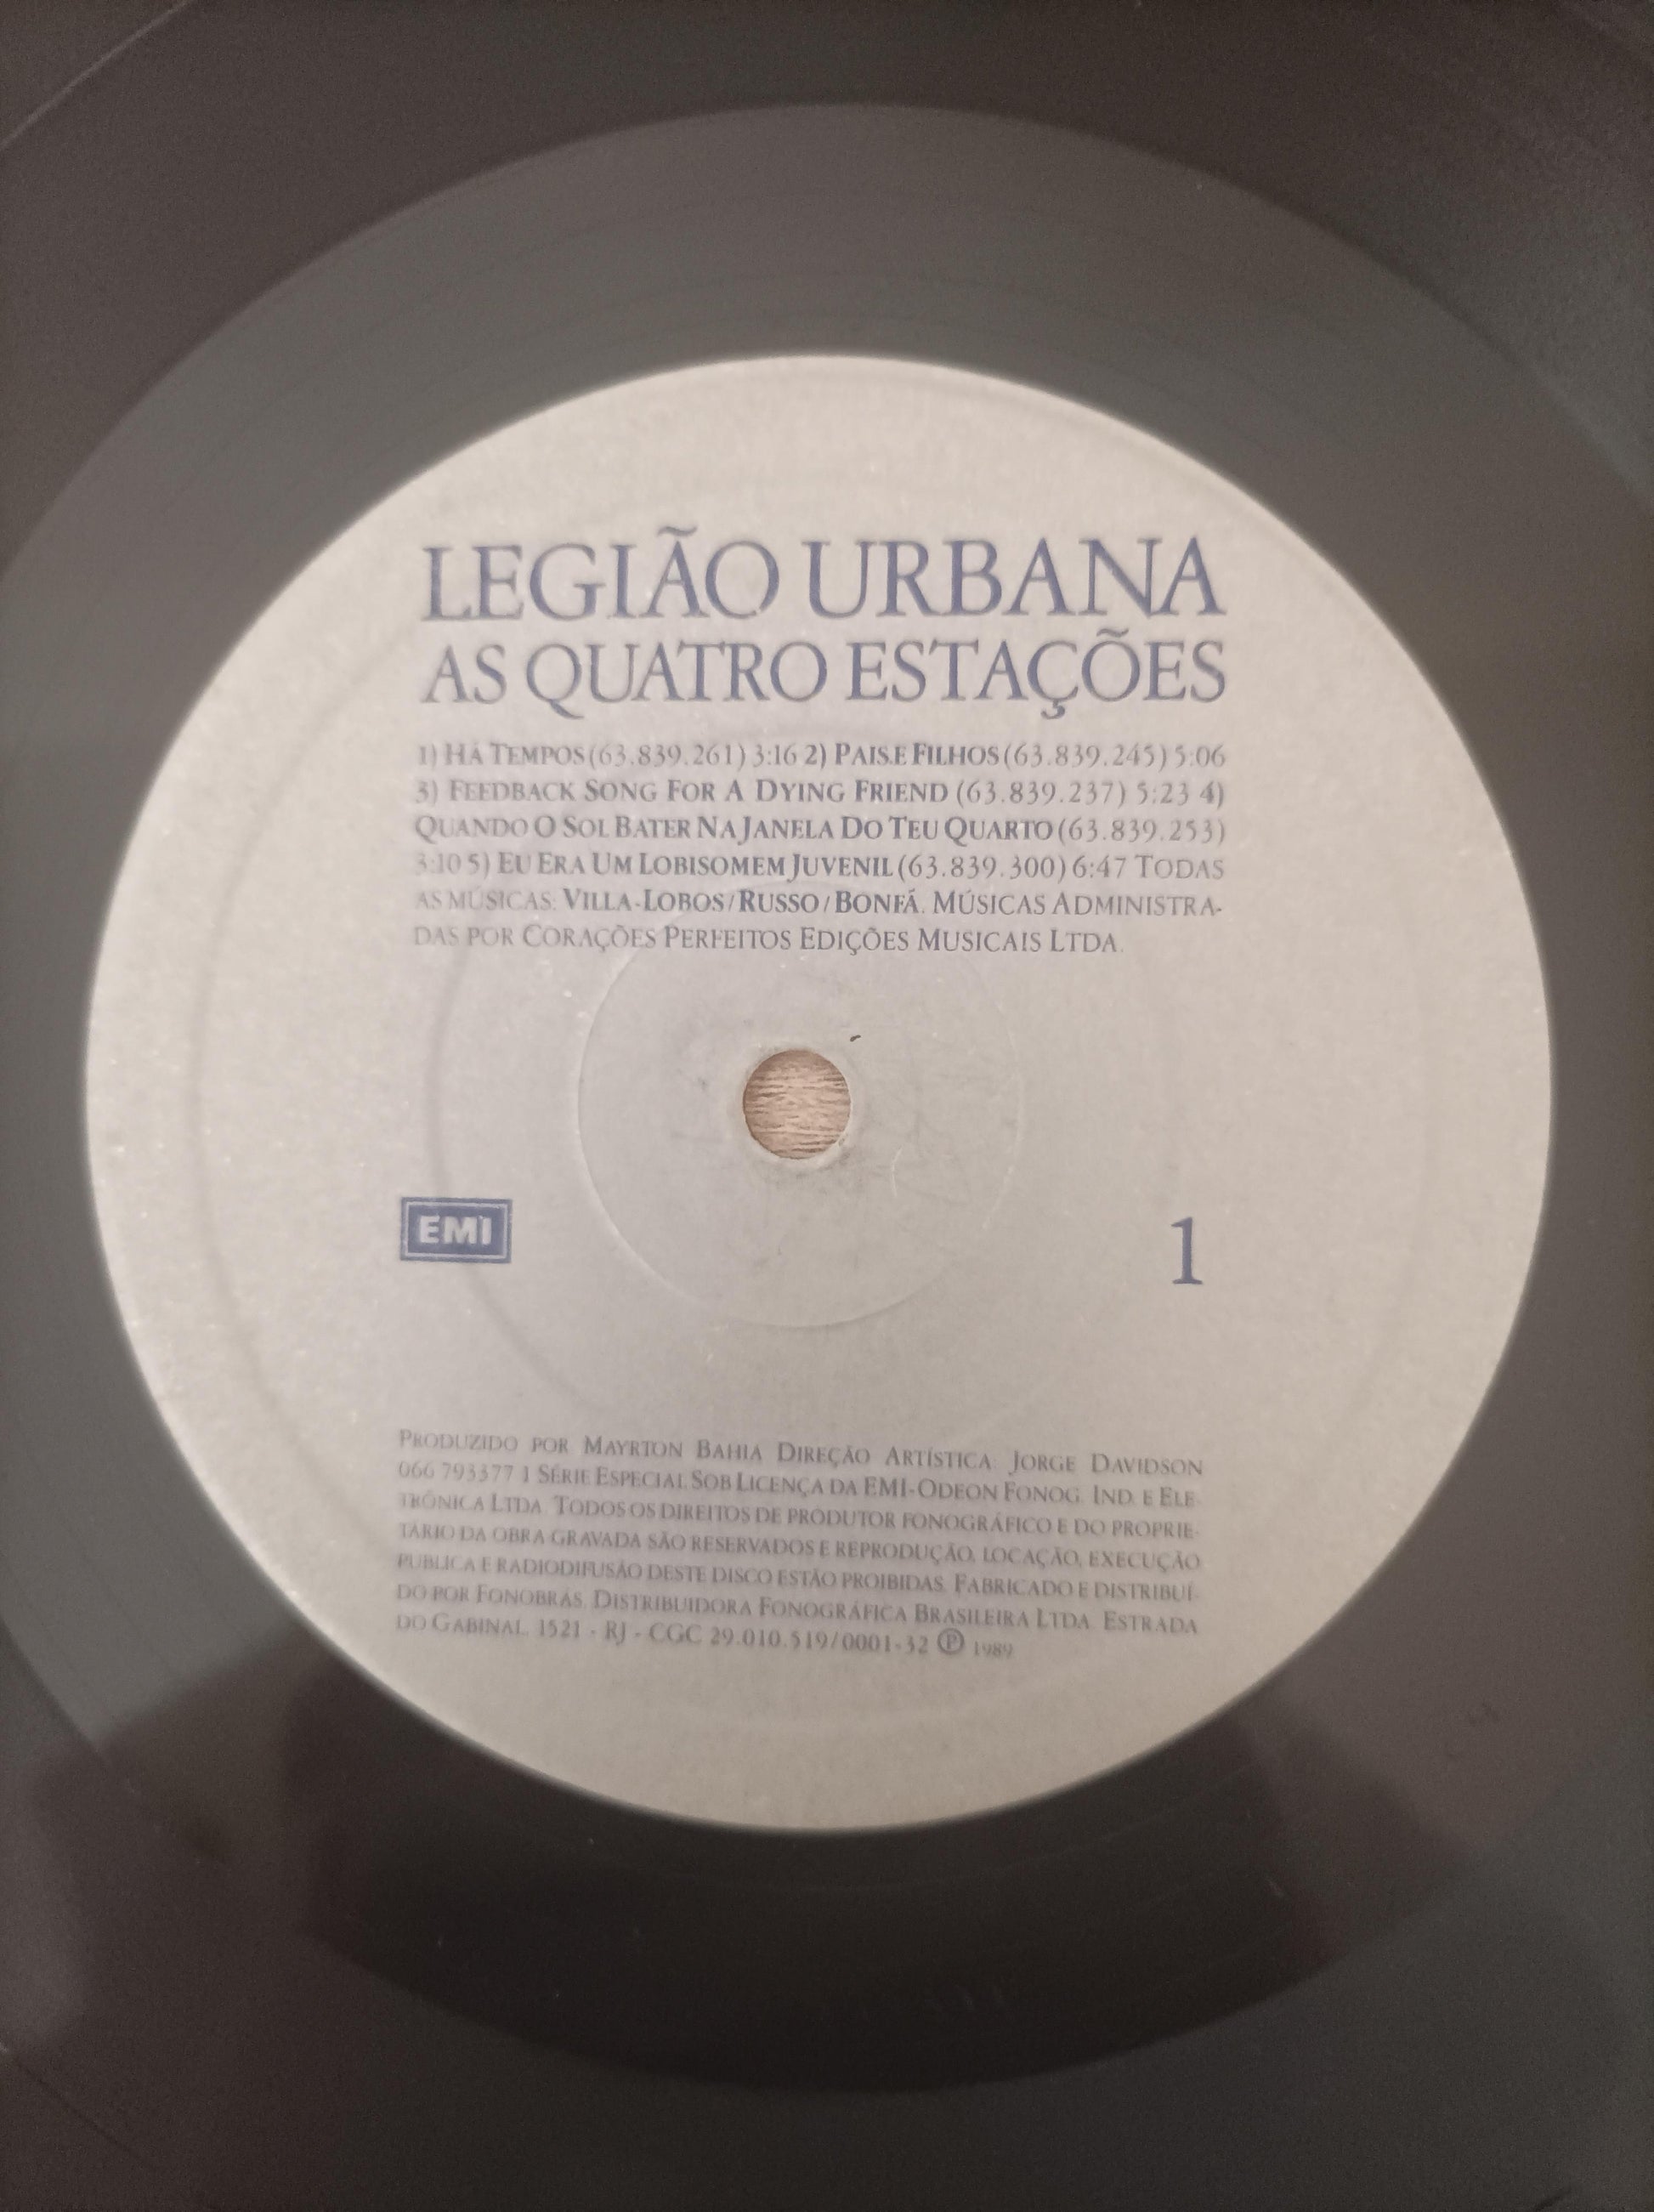 LEGIÃO URBANA
AS QUATRO ESTAÇÕES
1) HÁ TEMPOS (63.839.261) 3:16 2) PAIS E FILHOS (63.839.245) 5:06
3) FEEDBACK SONG FOR A DYING FRIEND (63.839.237) 5:23 4)
QUANDO O SOL BATER NA JANELA DO TEU QUARTO (63.839.253)
3:10 5) EU ERA UM LOBISOMEM JUVENIL (63.839.300) 6:47 TODAS
AS MÚSICAS: VILLA-LOBOS/RUSSO/BONFÁ. MÚSICAS ADMINISTRA-
DAS POR CORAÇÕES PERFEITOS EDIÇÕES MUSICAIS LTDA.
EMI
1
PRODUZIDO POR MAYRTON BAHIA DIREÇÃO ARTÍSTICA: JORGE DAVIDSON
066 793377 1 SÉRIE ESPECIAL SOB LICENÇA DA EMI-ODEON FONOG. IND. E ELE-
TRÔNICA LTDA. TODOS OS DIREITOS DE PRODUTOR FONOGRÁFICO E DO PROPRIE-
TÁRIO DA OBRA GRAVADA SÃO RESERVADOS E REPRODUÇÃO, LOCAÇÃO, EXECUÇÃO
PUBLICA E RADIODIFUSÃO DESTE DISCO ESTÃO PROIBIDAS. FABRICADO E DISTRIBUÍ-
DO POR FONOBRÁS. DISTRIBUIDORA FONOGRÁFICA BRASILEIRA LTDA. ESTRADA
DO GABINAL, 1521 - RJ - CGC 29.010.519/0001-32 ℗ 1989